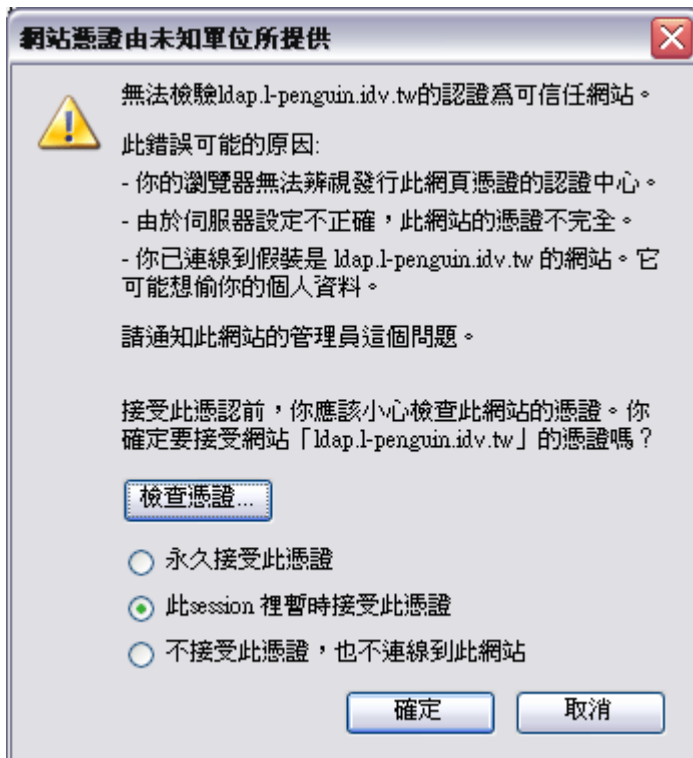 網站憑證由未知單位所提供
無法檢驗ldap.l-penguin.idv.tw的認證為可信任網站。
此錯誤可能的原因:
- 你的瀏覽器無法辨視發行此網頁憑證的認證中心。
- 由於伺服器設定不正確，此網站的憑證不完全。
- 你已連線到假裝是 ldap.l-penguin.idv.tw 的網站。它
可能想偷你的個人資料。
請通知此網站的管理員這個問題。
接受此憑認前，你應該小心檢查此網站的憑證。你
確定要接受網站「ldap.l-penguin.idv.tw」的憑證嗎？
檢查憑證...
永久接受此憑證
此session 裡暫時接受此憑證
不接受此憑證，也不連線到此網站
確定
取消